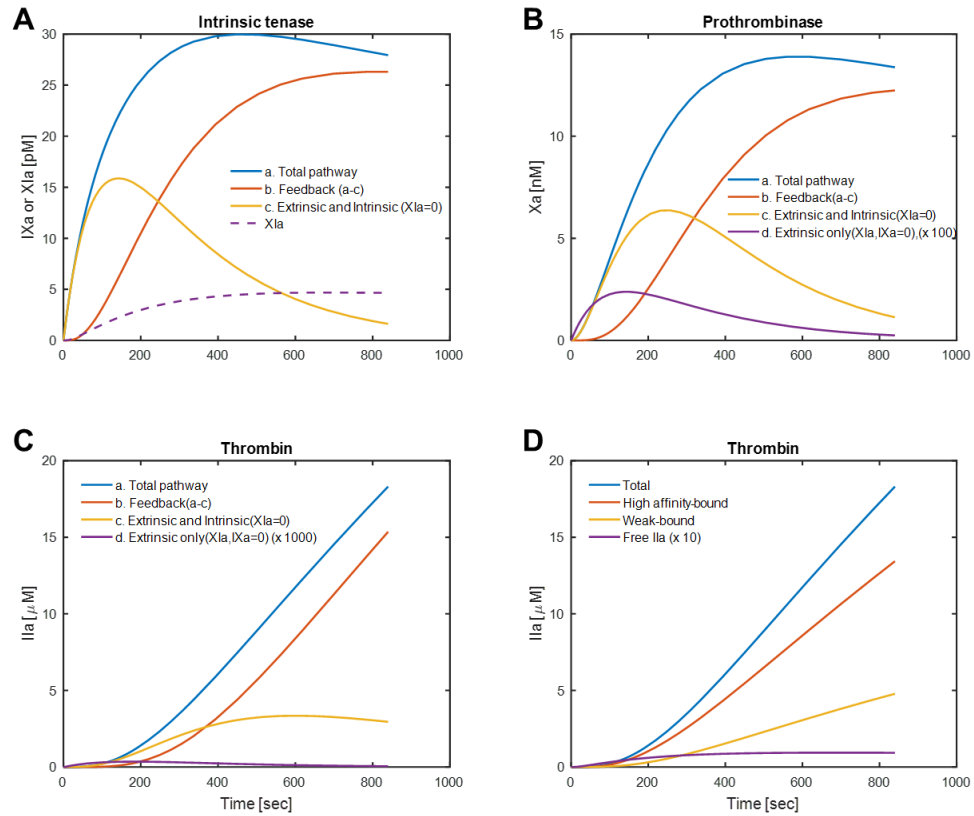 A
Intrinsic tenase
IXa or XIa [pM]
30
25
20
15
10
5
0
0 200 400 600 800 1000
a. Total pathway
b. Feedback (a-c)
c. Extrinsic and Intrinsic (XIa=0)
XIa
B
Prothrombinase
Xa [nM]
15
10
5
0
0 200 400 600 800 1000
a. Total pathway
b. Feedback(a-c)
c. Extrinsic and Intrinsic(XIa=0)
d. Extrinsic only(XIa,IXa=0),(x 100)
C
Thrombin
IIa [μM]
20
15
10
5
0
0 200 400 600 800 1000
Time [sec]
a. Total pathway
b. Feedback(a-c)
c. Extrinsic and Intrinsic(XIa=0)
d. Extrinsic only(XIa,IXa=0) (x 1000)
D
Thrombin
IIa [μM]
20
15
10
5
0
0 200 400 600 800 1000
Time [sec]
Total
High affinity-bound
Weak-bound
Free IIa (x 10)